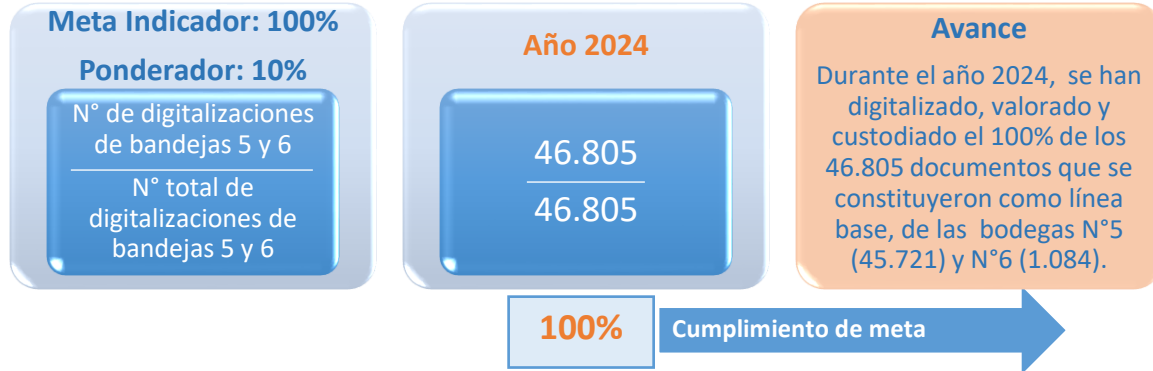 Meta Indicador: 100%
Ponderador: 10%
N° de digitalizaciones
de bandejas 5 y 6
N° total de
digitalizaciones de
bandejas 5 y 6
Año 2024
46.805
46.805
Avance
Durante el año 2024, se han
digitalizado, valorado y
custodiado el 100% de los
46.805 documentos que se
constituyeron como línea
base, de las bodegas N°5
(45.721) y N°6 (1.084).
100%
Cumplimiento de meta